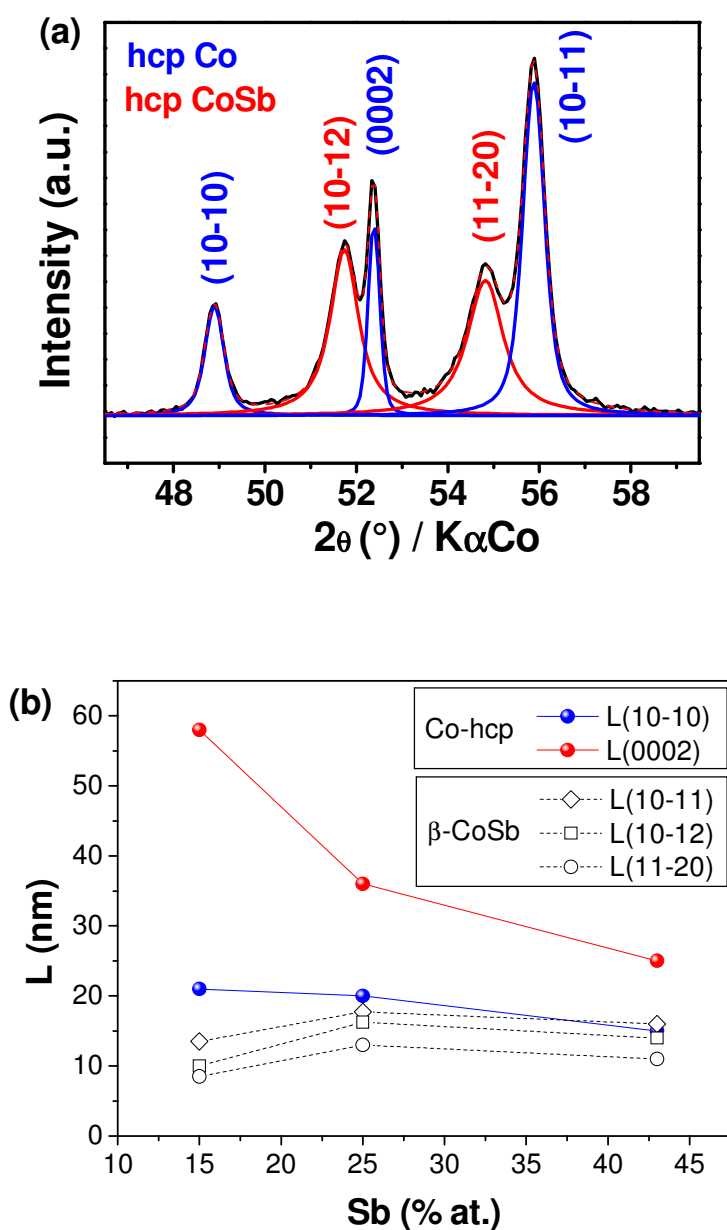 (a)
hcp Co
hcp CoSb
(10-10)
(10-12)
(0002)
(11-20)
(10-11)
Intensity (a.u.)
48 50 52 54 56 58
2θ (°) / KαCo
(b)
60
50
40
30
20
10
0
L (nm)
Co-hcp
L(10-10)
L(0002)
β-CoSb
L(10-11)
L(10-12)
L(11-20)
10 15 20 25 30 35 40 45
Sb (% at.)